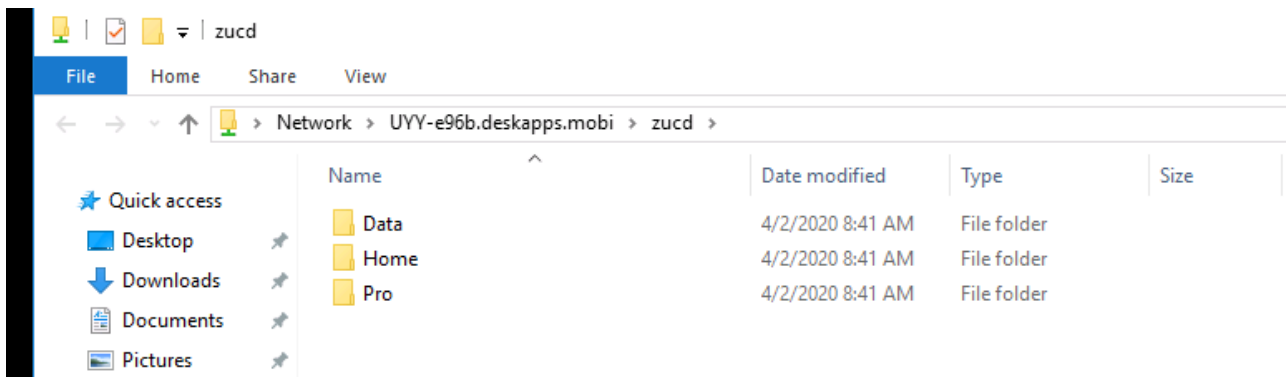 zucd
File Home Share View
Network > UYY-e96b.deskapps.mobi > zucd >
Name Date modified Type Size
Quick access
Desktop
Downloads
Documents
Pictures
Data 4/2/2020 8:41 AM File folder
Home 4/2/2020 8:41 AM File folder
Pro 4/2/2020 8:41 AM File folder